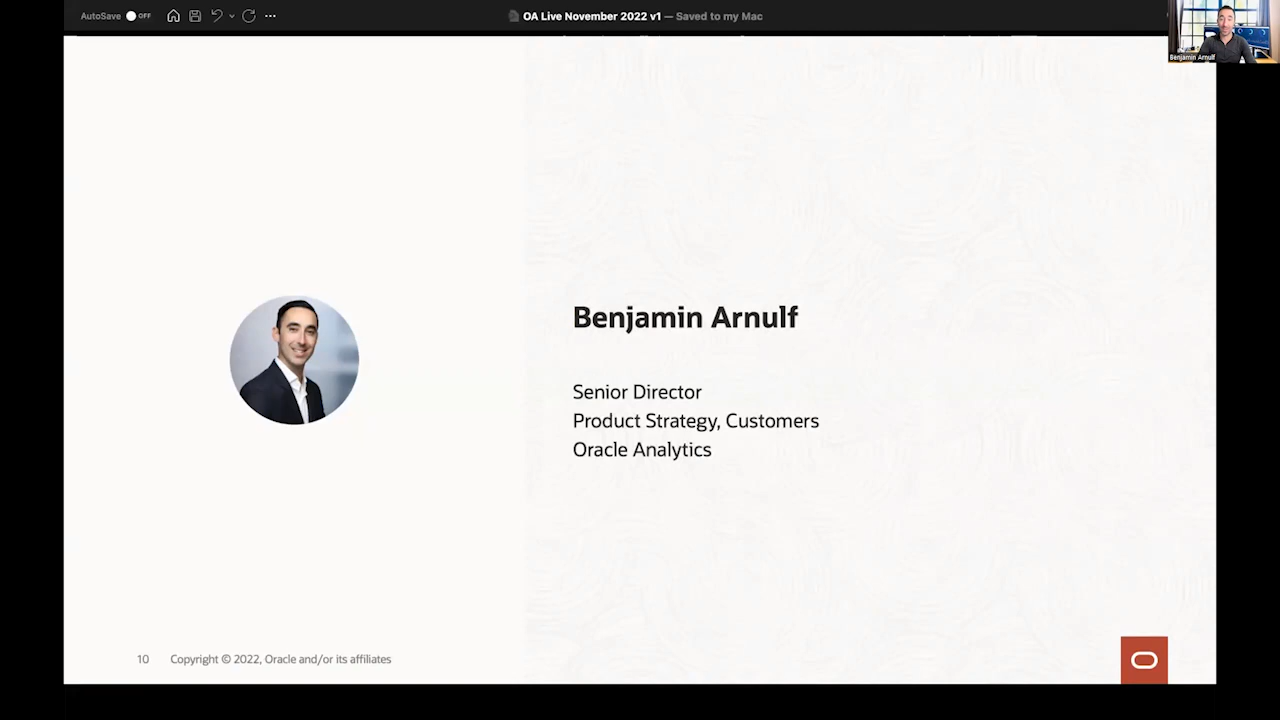 AutoSave OFF
OA Live November 2022 v1 — Saved to my Mac
Benjamin Arnulf
Benjamin Arnulf
Senior Director
Product Strategy, Customers
Oracle Analytics
10 Copyright © 2022, Oracle and/or its affiliates